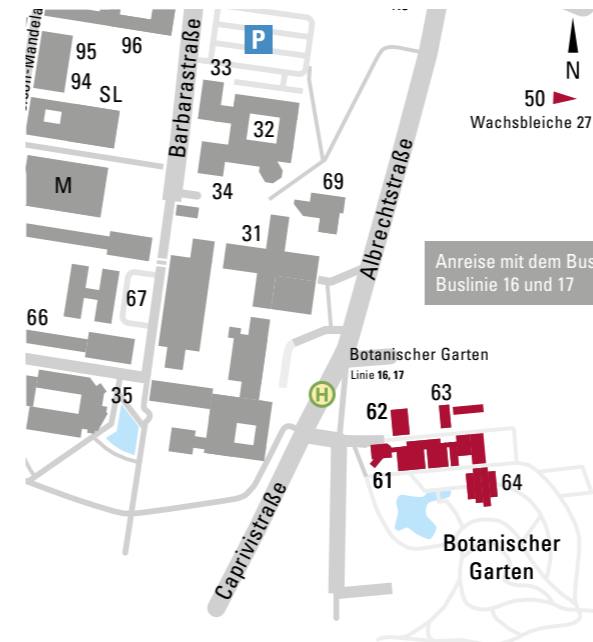 96
95
94
SL
P
33
32
Barbarastraße
N
50
Wachsbleiche 27
M
34
69
31
Albrechtstraße
Anreise mit dem Bus
Buslinie 16 und 17
67
66
35
Botanischer Garten
Linie 16, 17
H
62
63
61
64
Caprivistraße
Botanischer
Garten